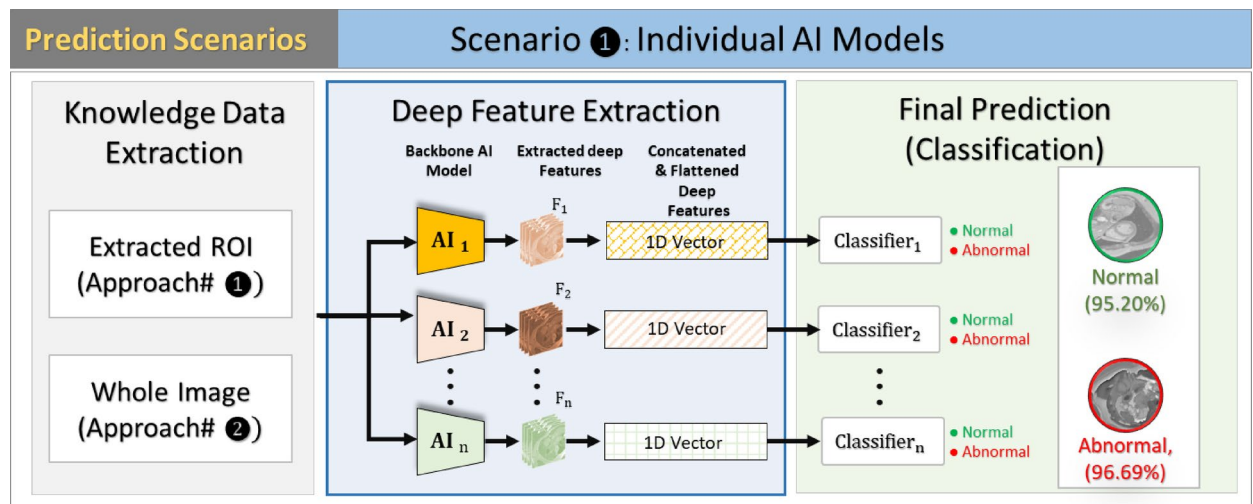 Prediction Scenarios
Scenario ❶: Individual AI Models
Knowledge Data
Extraction
Extracted ROI
(Approach# ❶)
Whole Image
(Approach# ❷)
Deep Feature Extraction
Backbone AI
Model
Extracted deep
Features
Concatenated
& Flattened
Deep
Features
AI 1
F1
1D Vector
AI 2
F2
1D Vector
AI n
Fn
1D Vector
Final Prediction
(Classification)
Classifier1
Normal
Abnormal
Classifier2
Normal
Abnormal
Classifiern
Normal
Abnormal
Normal
(95.20%)
Abnormal,
(96.69%)